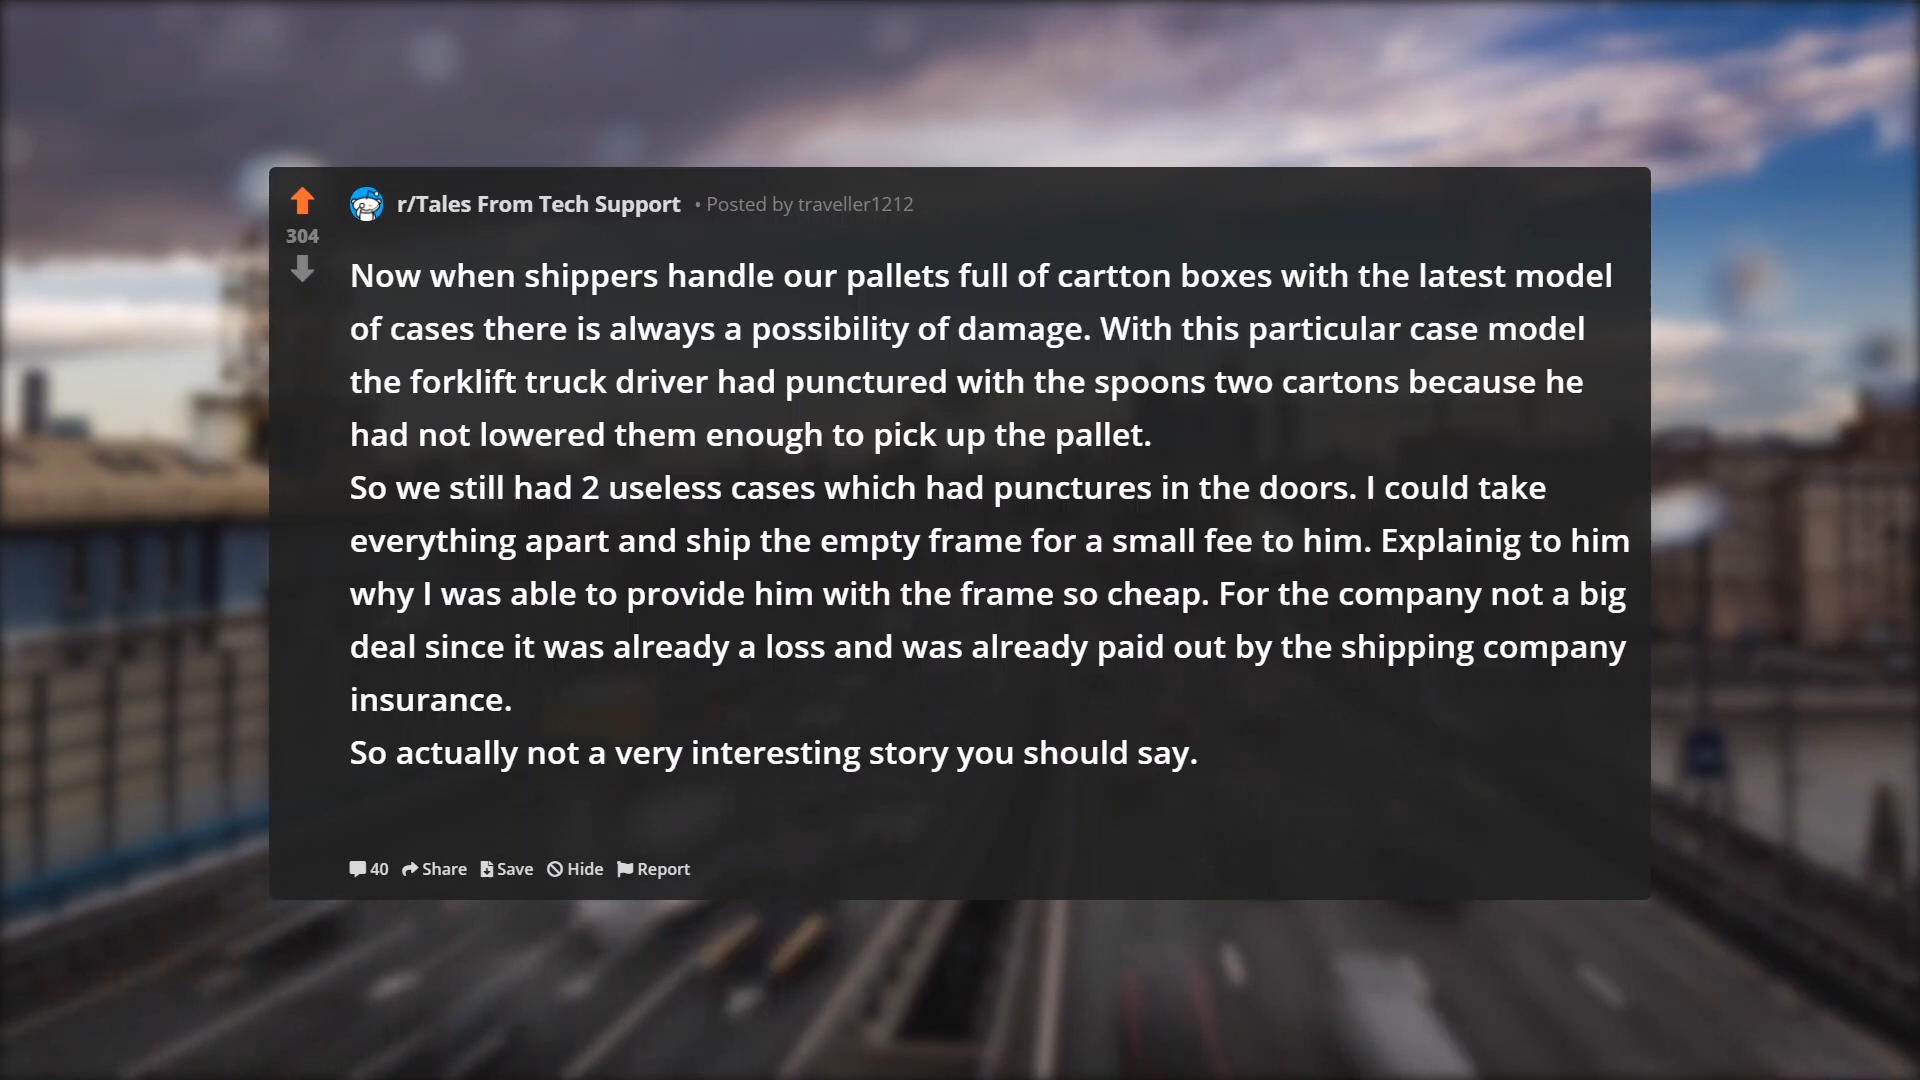 r/Tales From Tech Support • Posted by traveller1212
304
Now when shippers handle our pallets full of cartton boxes with the latest model
of cases there is always a possibility of damage. With this particular case model
the forklift truck driver had punctured with the spoons two cartons because he
had not lowered them enough to pick up the pallet.
So we still had 2 useless cases which had punctures in the doors. I could take
everything apart and ship the empty frame for a small fee to him. Explainig to him
why I was able to provide him with the frame so cheap. For the company not a big
deal since it was already a loss and was already paid out by the shipping company
insurance.
So actually not a very interesting story you should say.
40 Share Save Hide Report